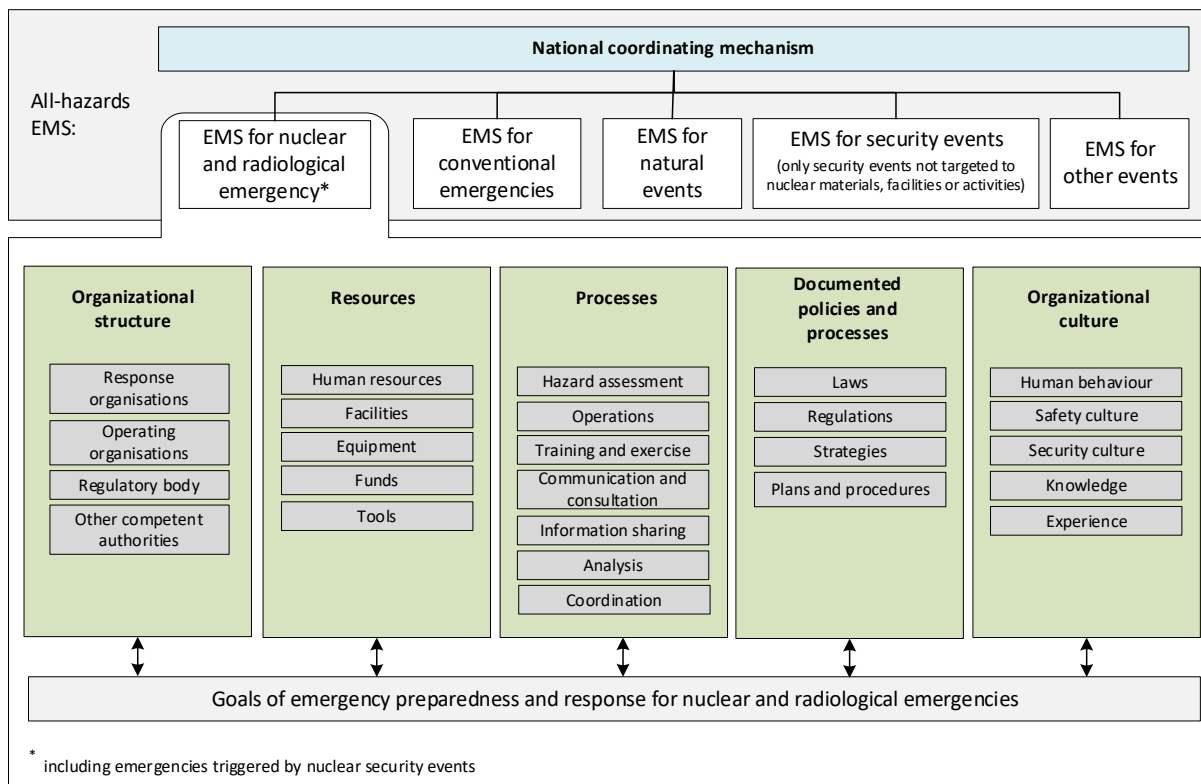 National coordinating mechanism
All-hazards
EMS:
EMS for nuclear
and radiological
emergency*
EMS for
conventional
emergencies
EMS for
natural
events
EMS for security events
(only security events not targeted to
nuclear materials, facilities or activities)
EMS for
other events
Organizational
structure
Response
organisations
Operating
organisations
Regulatory body
Other competent
authorities
Resources
Human resources
Facilities
Equipment
Funds
Tools
Processes
Hazard assessment
Operations
Training and exercise
Communication and
consultation
Information sharing
Analysis
Coordination
Documented
policies and
processes
Laws
Regulations
Strategies
Plans and procedures
Organizational
culture
Human behaviour
Safety culture
Security culture
Knowledge
Experience
Goals of emergency preparedness and response for nuclear and radiological emergencies
* including emergencies triggered by nuclear security events